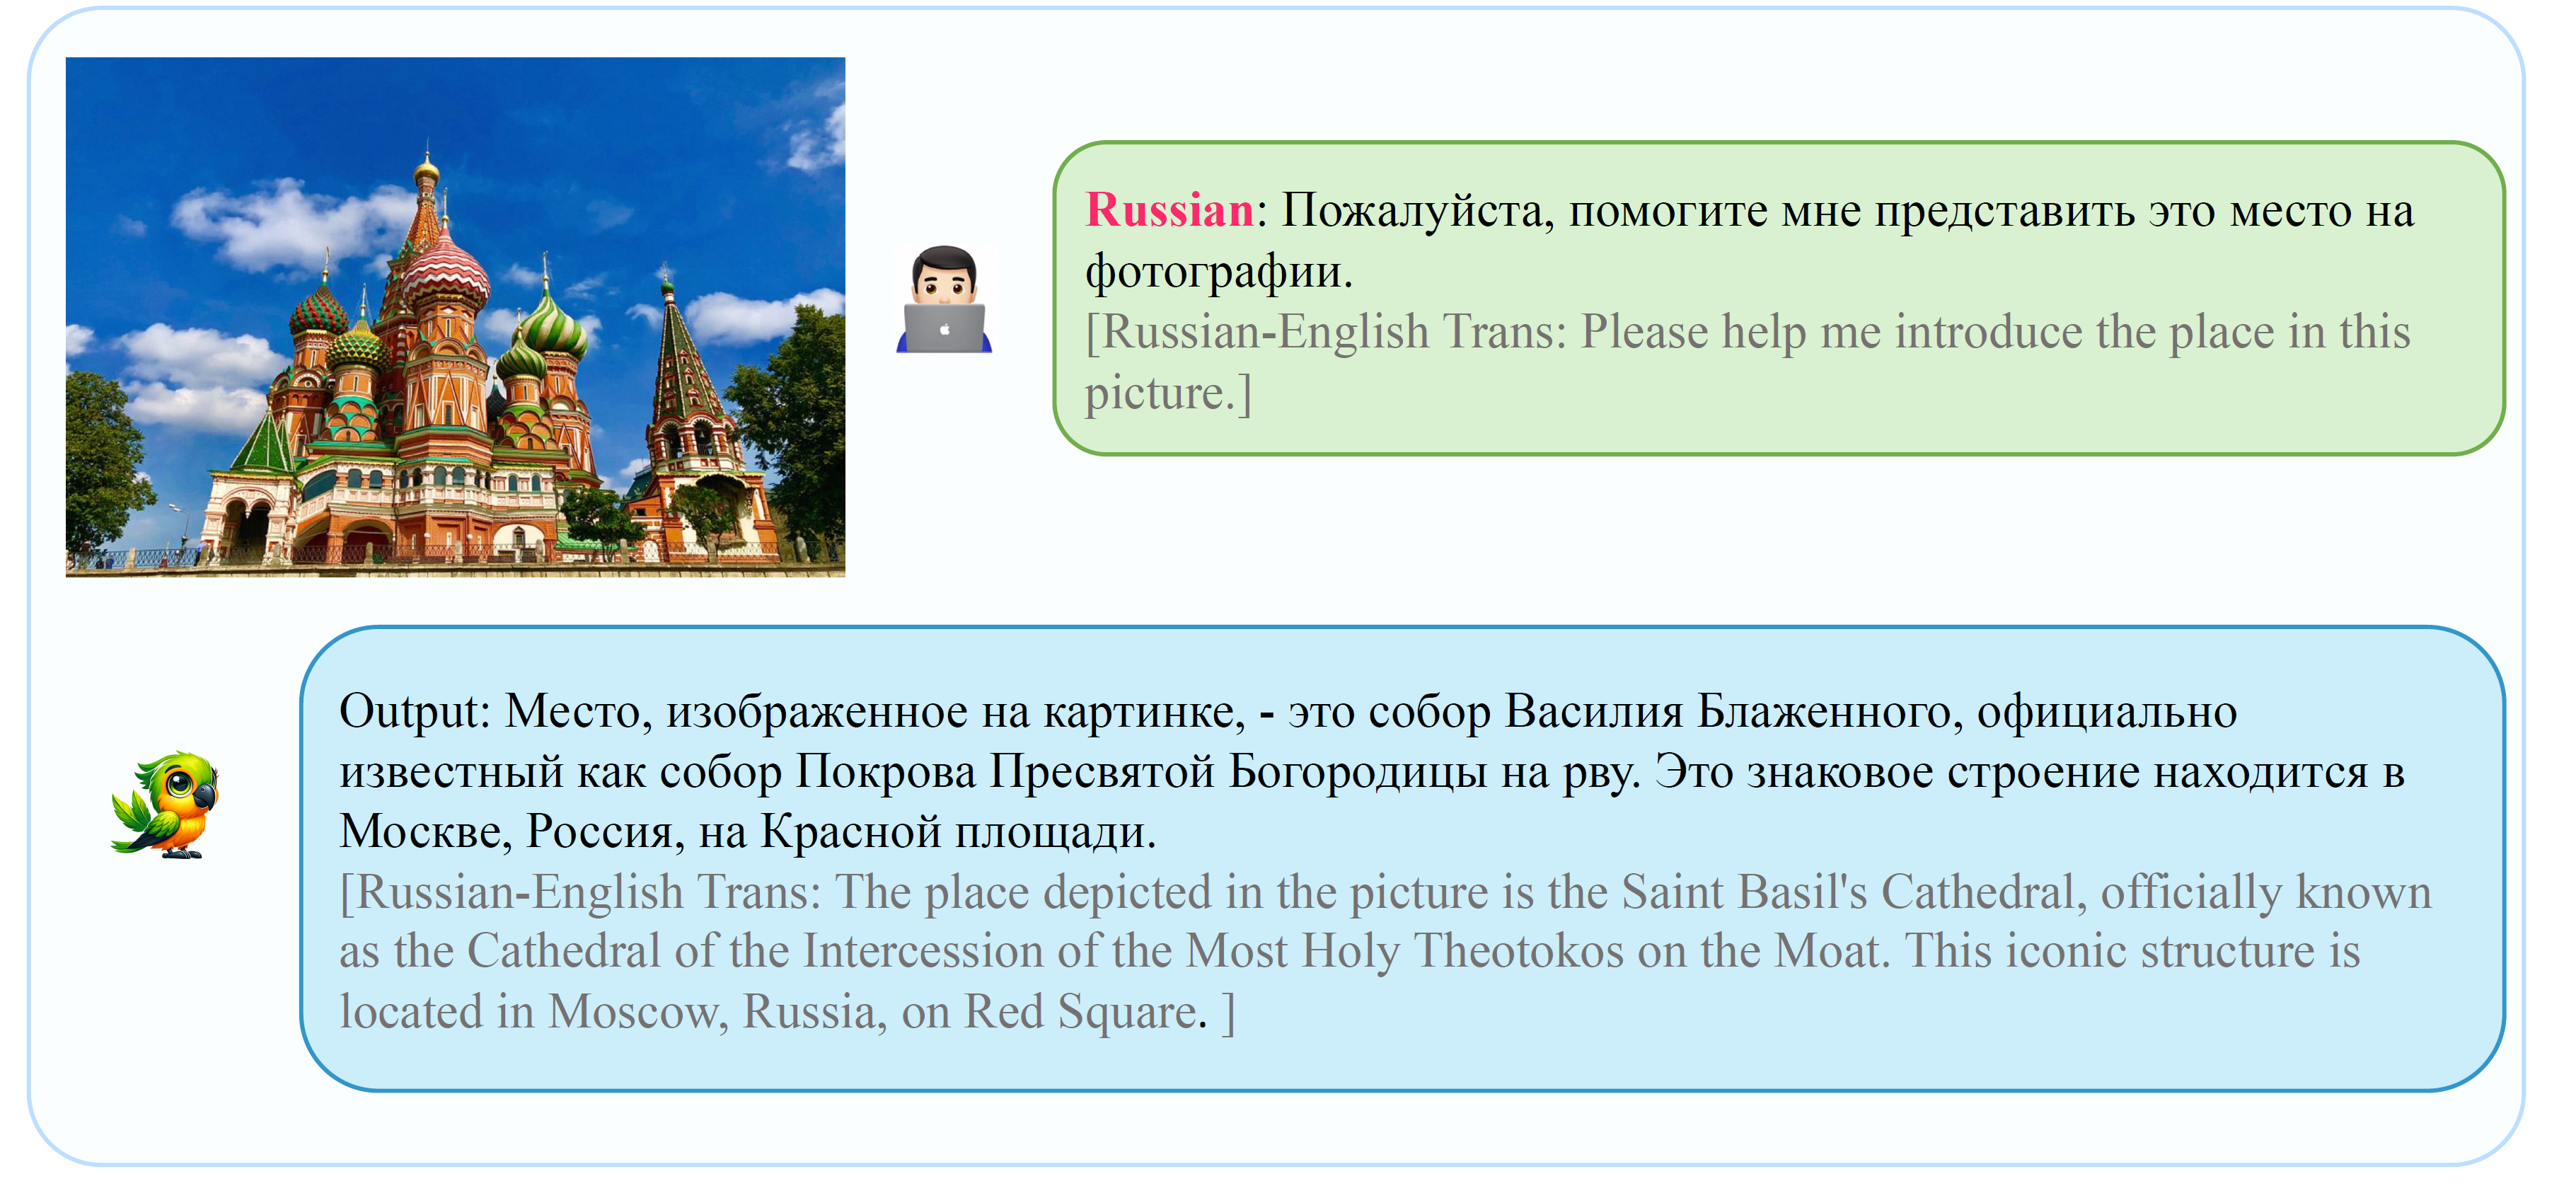 Russian: Пожалуйста, помогите мне представить это место на
фотографии.
[Russian-English Trans: Please help me introduce the place in this
picture.]
Output: Место, изображенное на картинке, - это собор Василия Блаженного, официально
известный как собор Покрова Пресвятой Богородицы на рву. Это знаковое строение находится в
Москве, Россия, на Красной площади.
[Russian-English Trans: The place depicted in the picture is the Saint Basil's Cathedral, officially known
as the Cathedral of the Intercession of the Most Holy Theotokos on the Moat. This iconic structure is
located in Moscow, Russia, on Red Square. ]